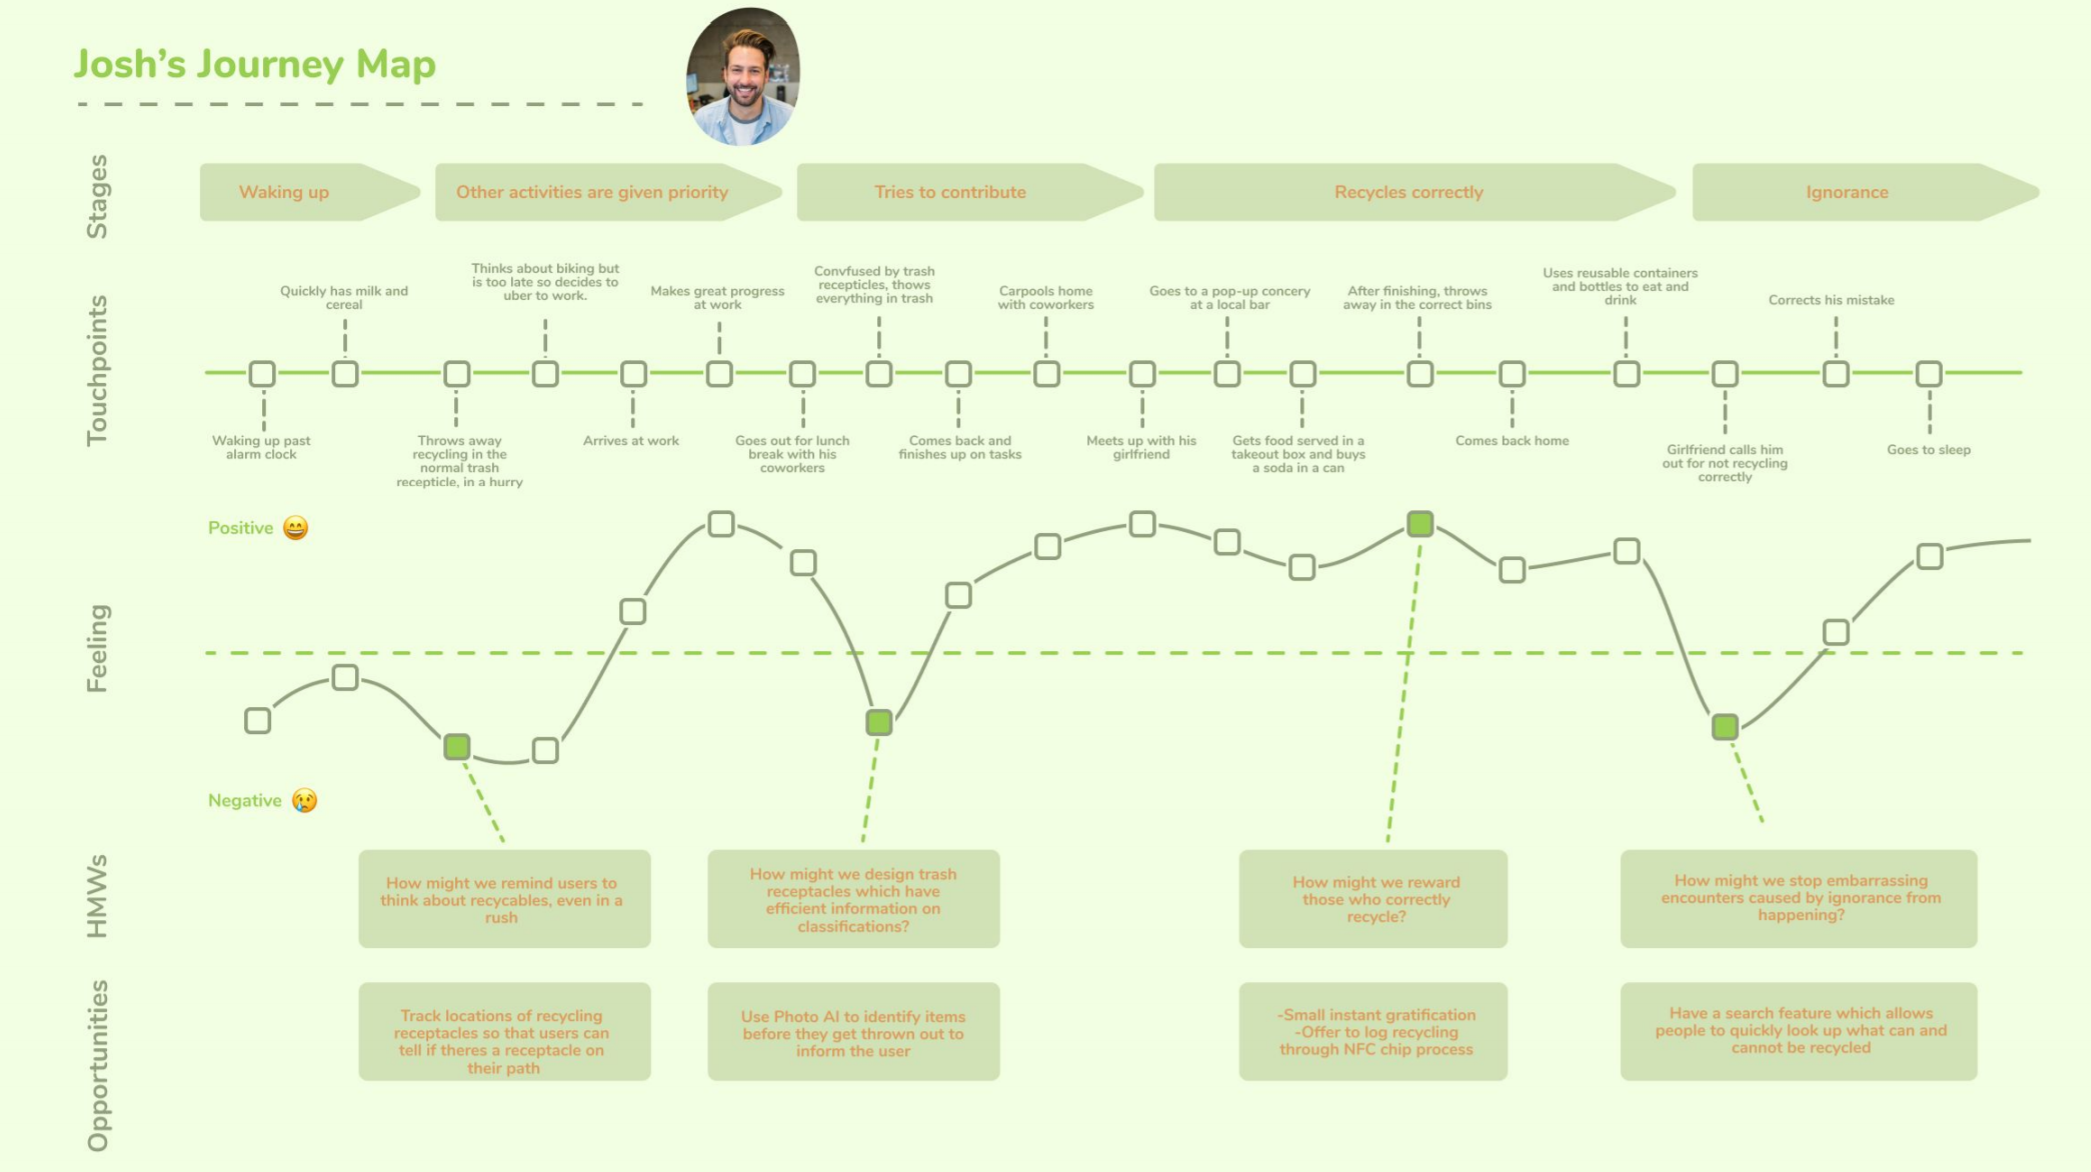 Josh's Journey Map
Stages
Waking up
Other activities are given priority
Tries to contribute
Recycles correctly
Ignorance
Touchpoints
Quickly has milk and
cereal
Thinks about biking but
is too late so decides to
uber to work.
Makes great progress
at work
Convfused by trash
recepticles, thows
everything in trash
Carpools home
with coworkers
Goes to a pop-up concery
at a local bar
After finishing, throws
away in the correct bins
Uses reusable containers
and bottles to eat and
drink
Corrects his mistake
Waking up past
alarm clock
Throws away
recycling in the
normal trash
recepticle, in a hurry
Arrives at work
Goes out for lunch
break with his
coworkers
Comes back and
finishes up on tasks
Meets up with his
girlfriend
Gets food served in a
takeout box and buys
a soda in a can
Comes back home
Girlfriend calls him
out for not recycling
correctly
Goes to sleep
Feeling
Positive 😄
Negative 😢
HMWs
How might we remind users to
think about recycables, even in a
rush
How might we design trash
receptacles which have
efficient information on
classifications?
How might we reward
those who correctly
recycle?
How might we stop embarrassing
encounters caused by ignorance from
happening?
Opportunities
Track locations of recycling
receptacles so that users can
tell if theres a receptacle on
their path
Use Photo AI to identify items
before they get thrown out to
inform the user
-Small instant gratification
-Offer to log recycling
through NFC chip process
Have a search feature which allows
people to quickly look up what can and
cannot be recycled